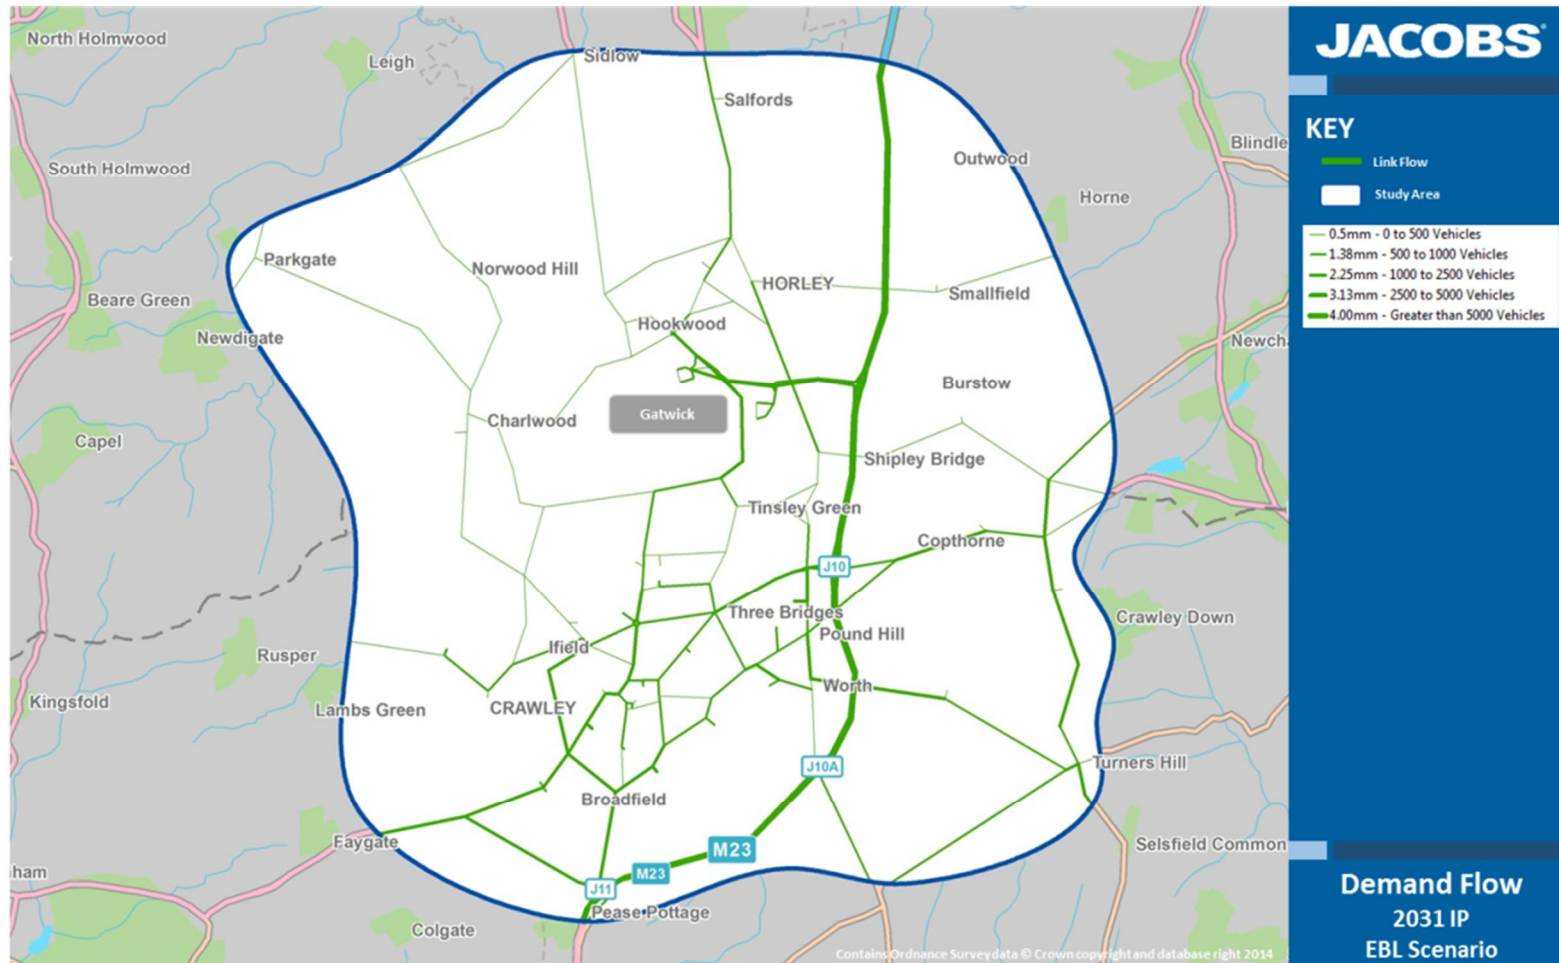 North Holmwood
Leigh
Sidlow
Salfords
South Holmwood
Outwood
Blindle
Horne
Parkgate
Norwood Hill
HORLEY
Smallfield
Beare Green
Hookwood
Newdigate
Newcha
Burstow
Charlwood
Gatwick
Capel
Shipley Bridge
Tinsley Green
Copthorne
J10
Three Bridges
Pound Hill
Crawley Down
Ifield
Rusper
Worth
Kingsfold
Lambs Green
CRAWLEY
J10A
Turners Hill
Broadfield
Faygate
M23
M23
Selsfield Common
ham
J11
Pease Pottage
Colgate
Contains Ordnance Survey data © Crown copyright and database right 2014
JACOBS
KEY
Link Flow
Study Area
0.5mm - 0 to 500 Vehicles
1.38mm - 500 to 1000 Vehicles
2.25mm - 1000 to 2500 Vehicles
3.13mm - 2500 to 5000 Vehicles
4.00mm - Greater than 5000 Vehicles
Demand Flow
2031 IP
EBL Scenario